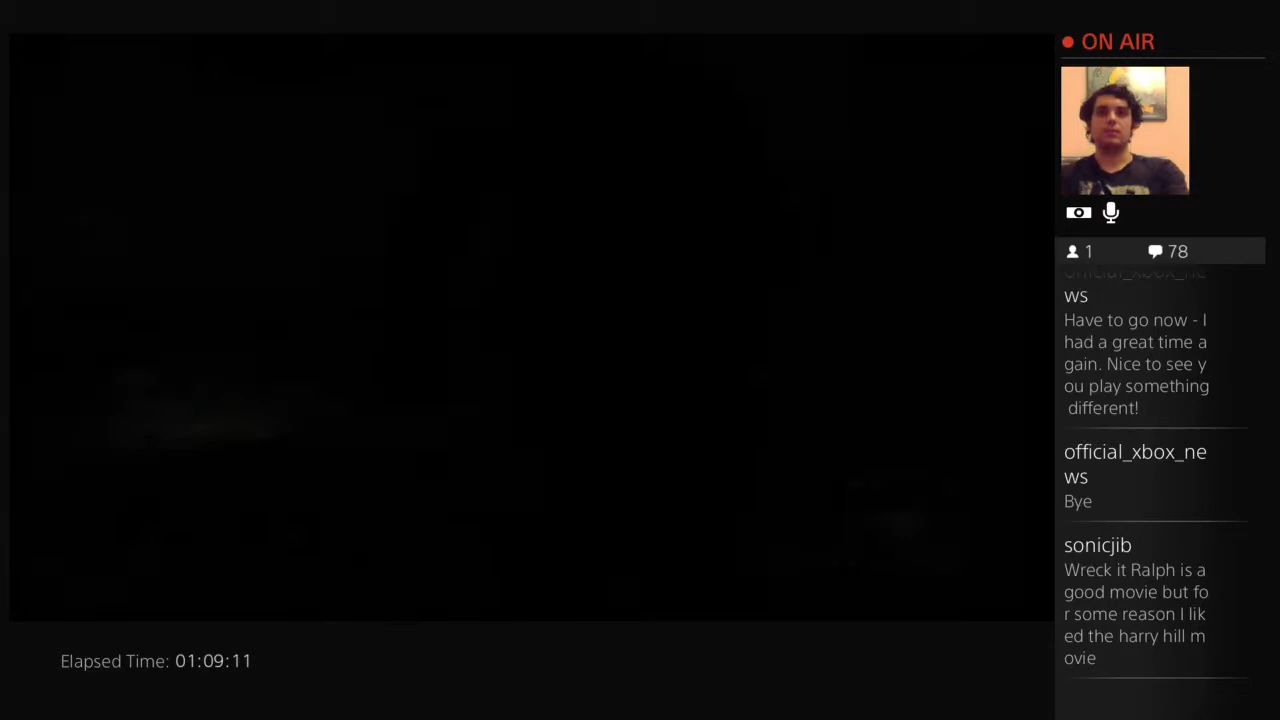 ON AIR
1 78
official_xbox_ne
ws
Have to go now - I
had a great time a
gain. Nice to see y
ou play something
different!
official_xbox_ne
ws
Bye
sonicjib
Wreck it Ralph is a
good movie but fo
r some reason I lik
ed the harry hill m
ovie
Elapsed Time: 01:09:11